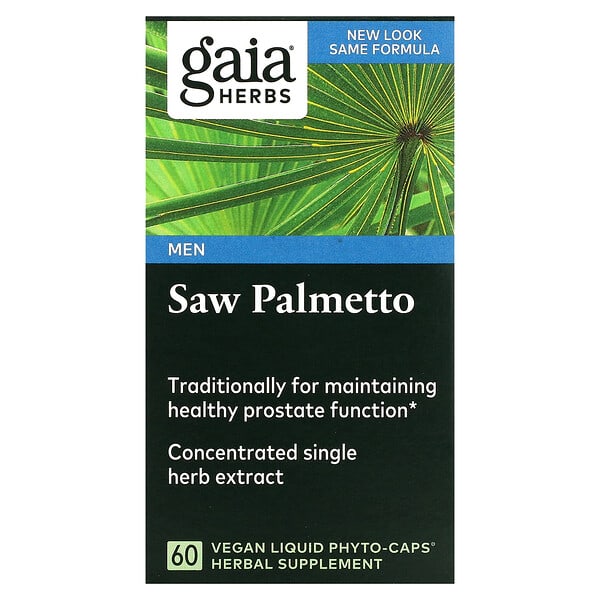 gaia®
HERBS
NEW LOOK
SAME FORMULA
MEN
Saw Palmetto
Traditionally for maintaining
healthy prostate function*
Concentrated single
herb extract
60 VEGAN LIQUID PHYTO-CAPS®
HERBAL SUPPLEMENT